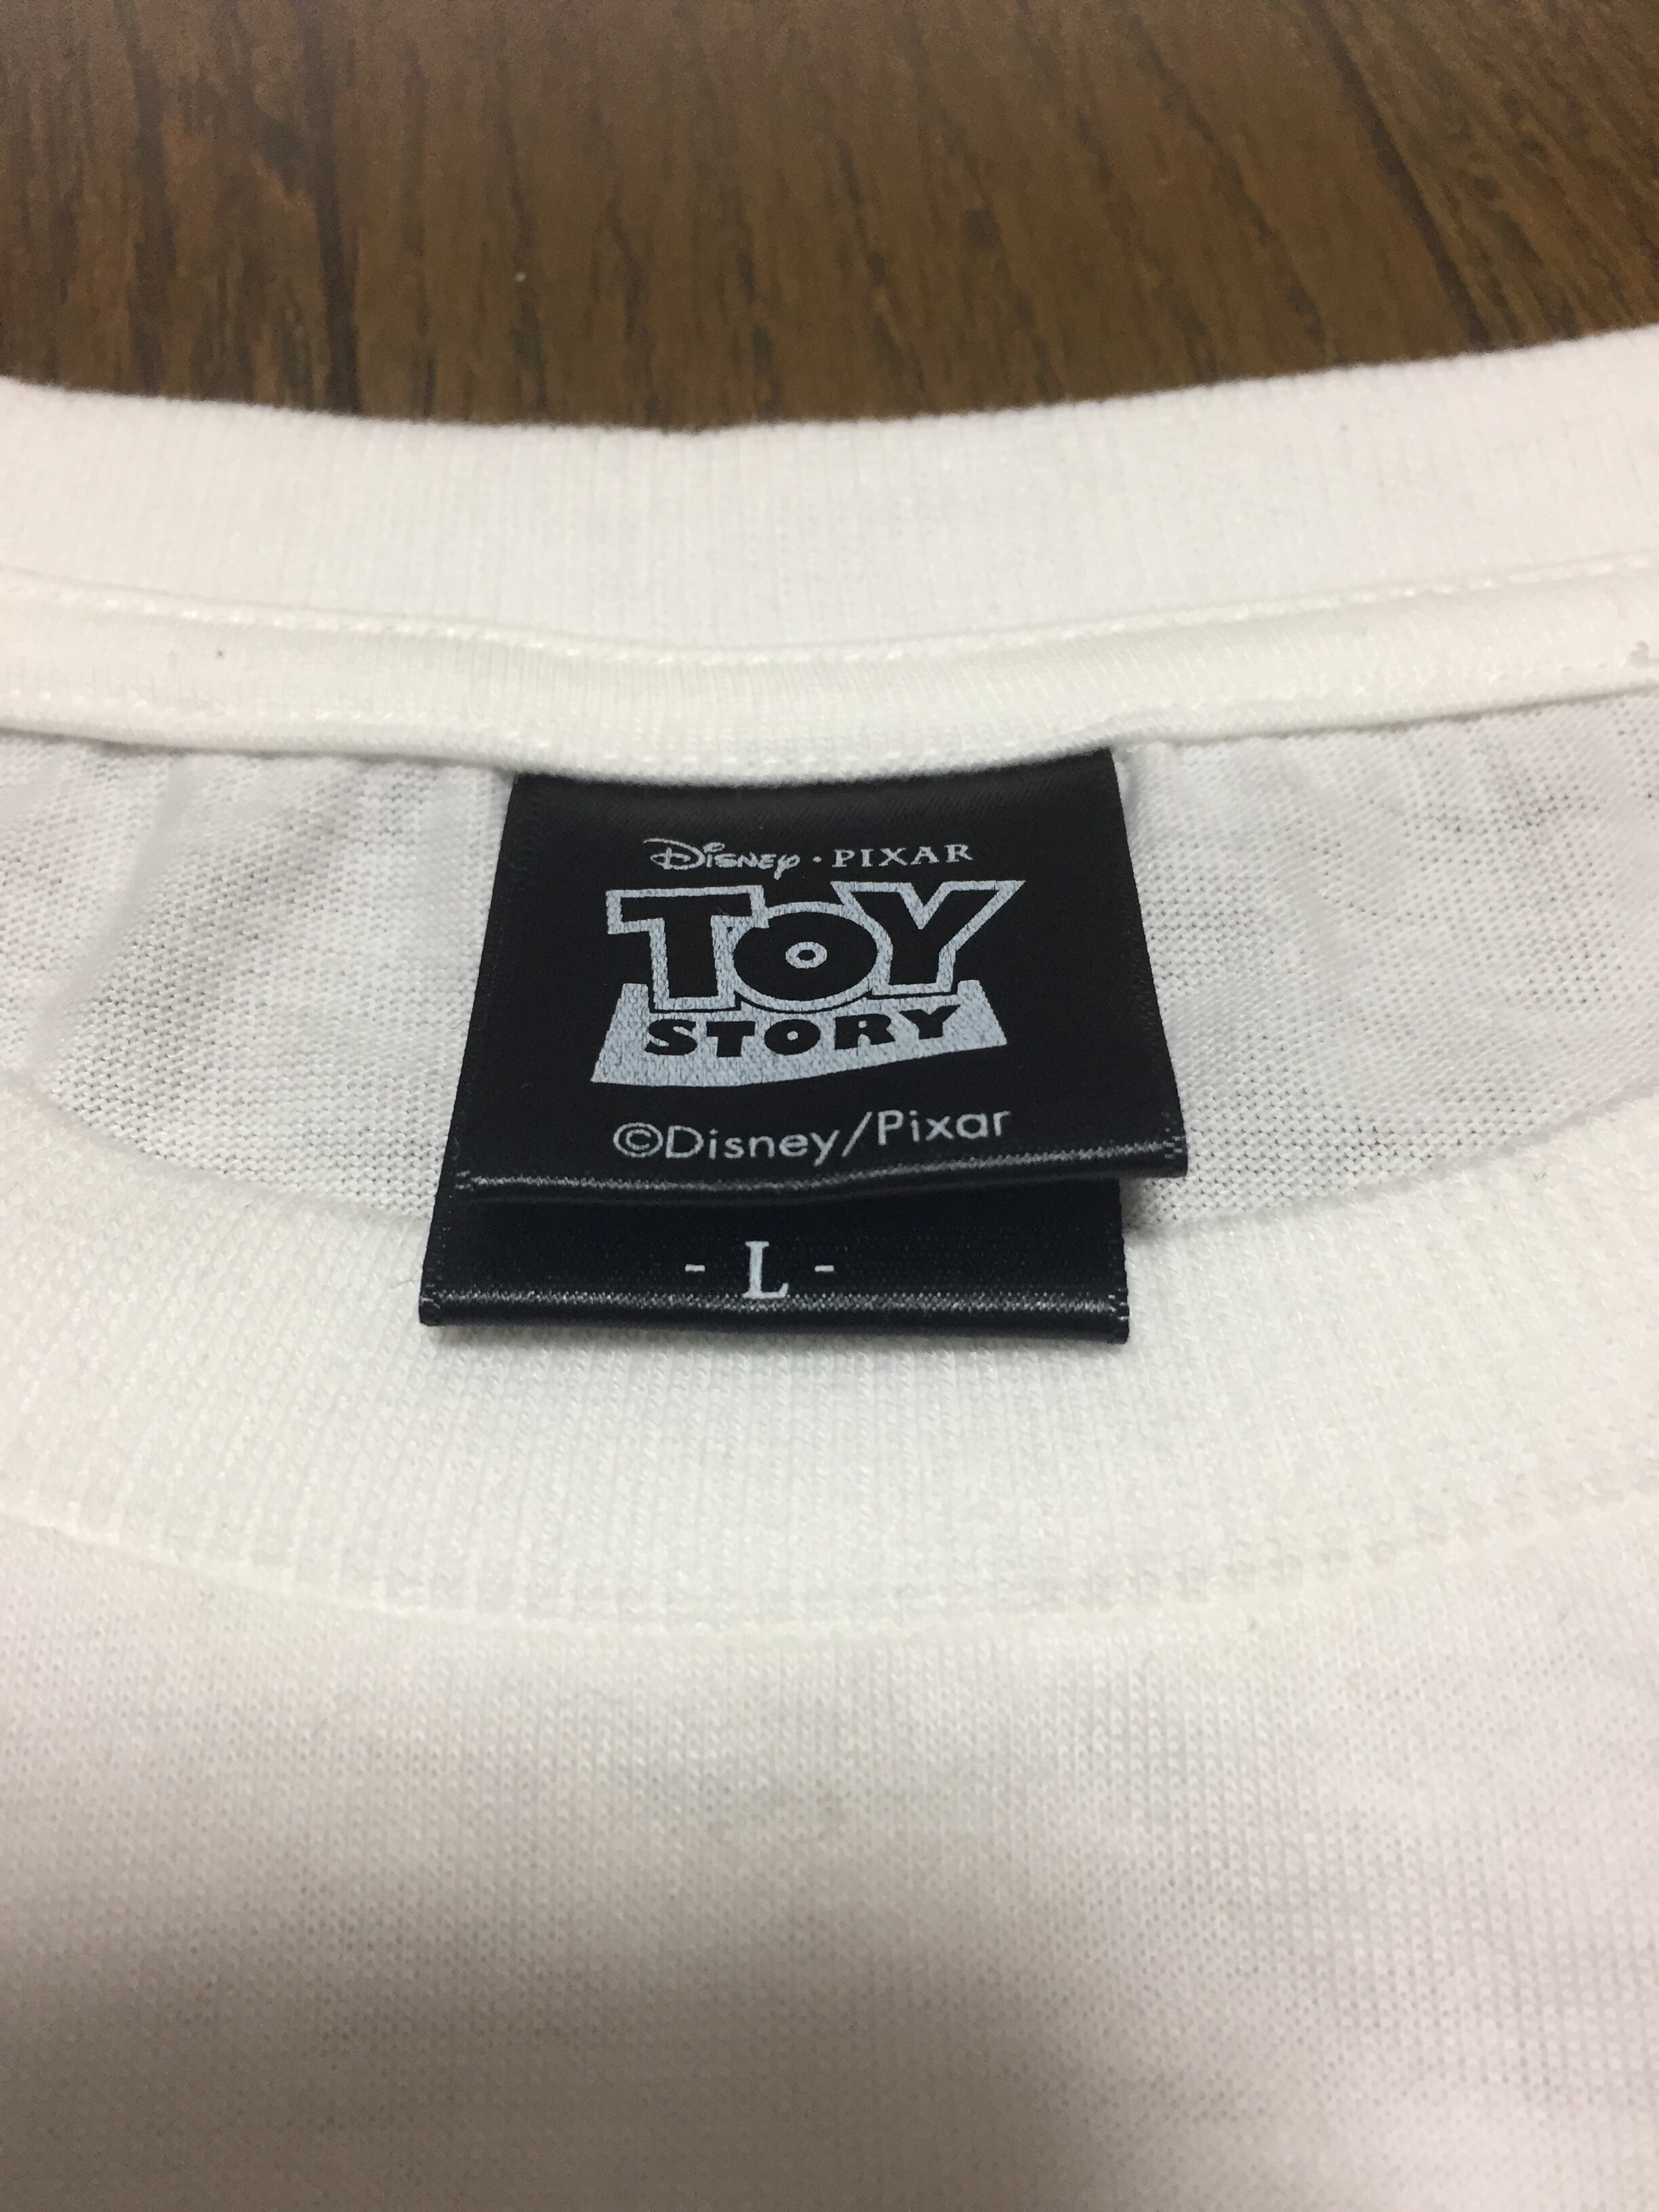 Disney · PIXAR
TOY
STORY
©Disney/Pixar
- L -